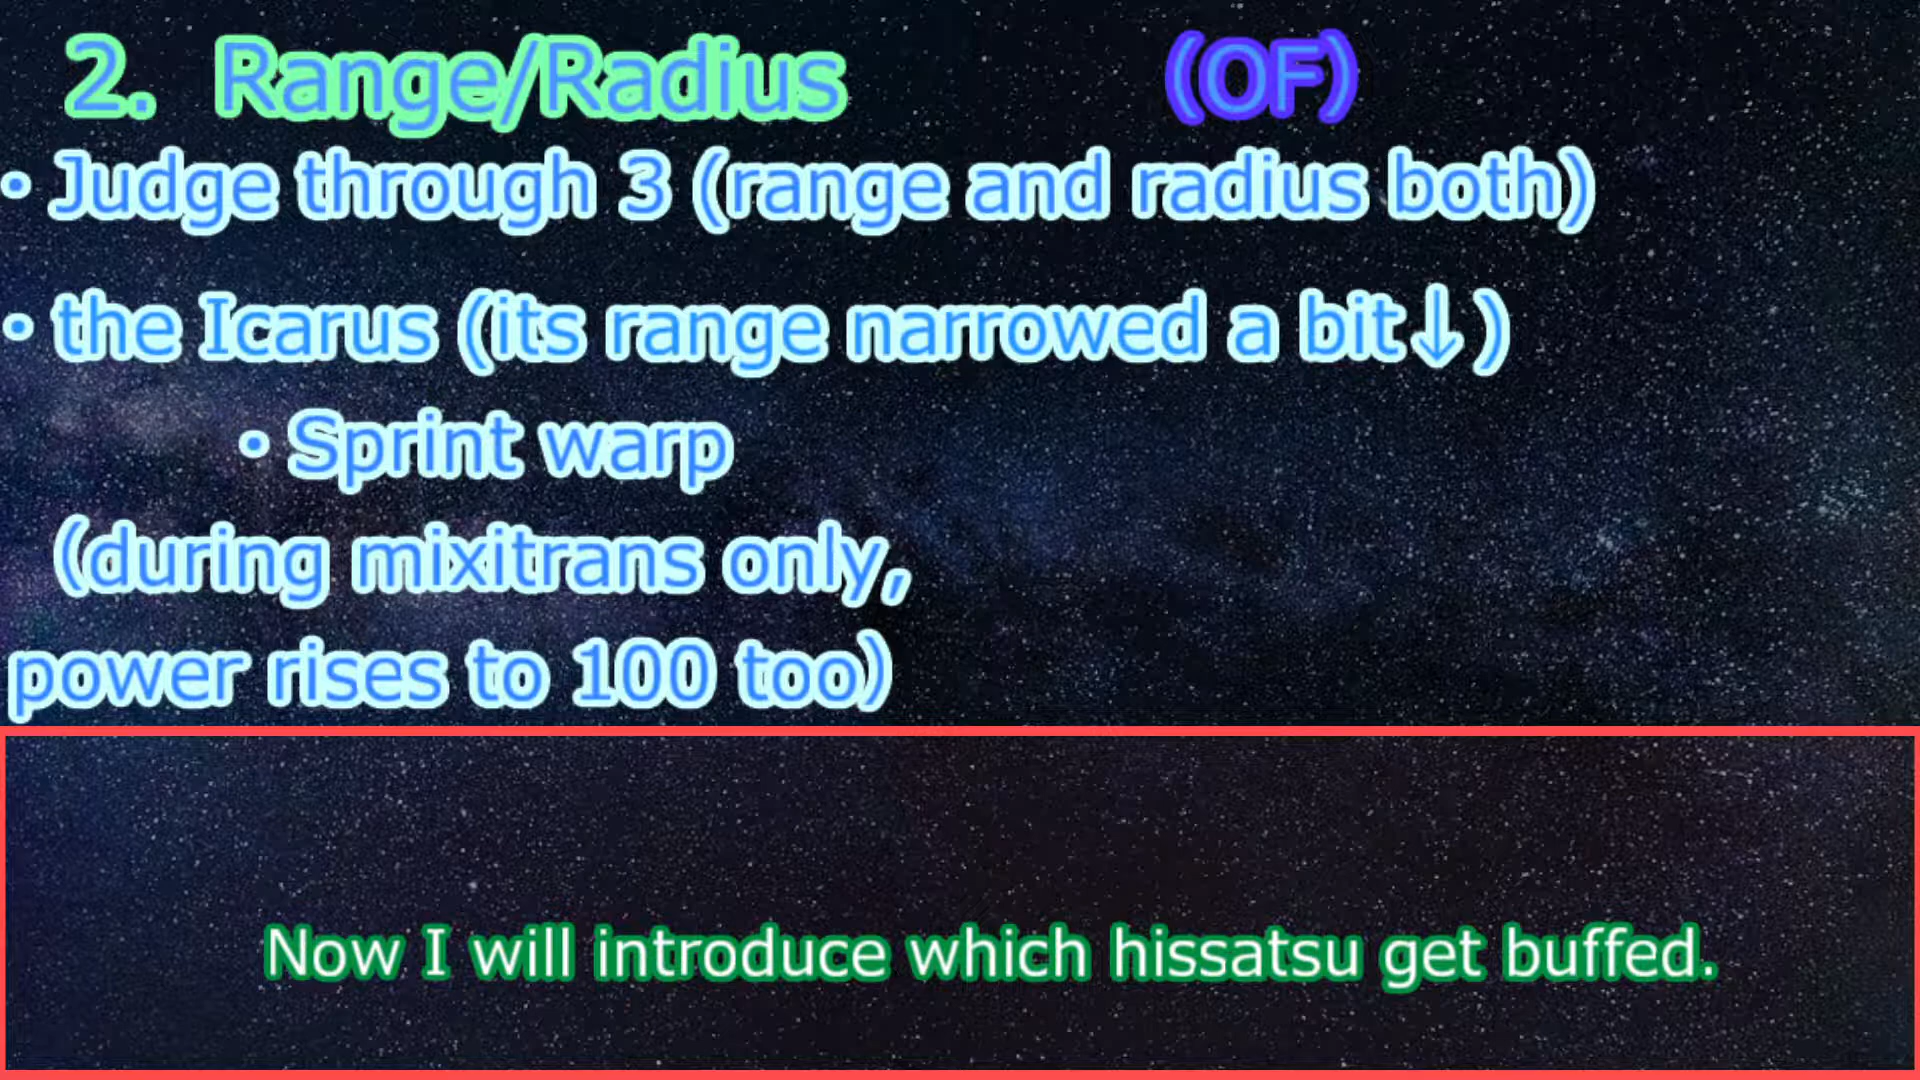 2. Range/Radius (OF)
• Judge through 3 (range and radius both)
• the Icarus (its range narrowed a bit↓)
• Sprint warp
(during mixitrans only,
power rises to 100 too)
Now I will introduce which hissatsu get buffed.